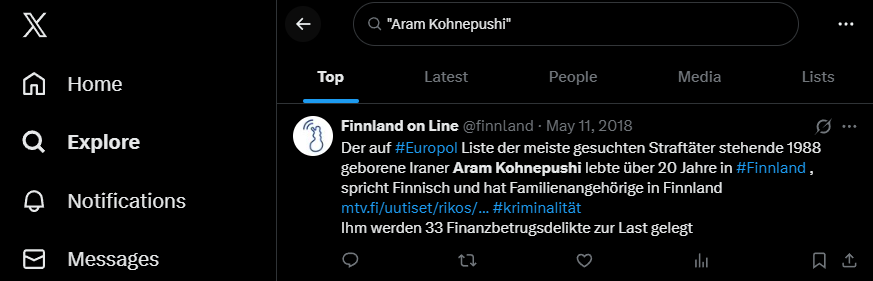 "Aram Kohnepushi"
Home
Explore
Notifications
Messages
Top
Latest
People
Media
Lists
Finnland on Line @finnland · May 11, 2018
Der auf #Europol Liste der meiste gesuchten Straftäter stehende 1988
geborene Iraner Aram Kohnepushi lebte über 20 Jahre in #Finnland ,
spricht Finnisch und hat Familienangehörige in Finnland
mtv.fi/uutiset/rikos/… #kriminalität
Ihm werden 33 Finanzbetrugsdelikte zur Last gelegt